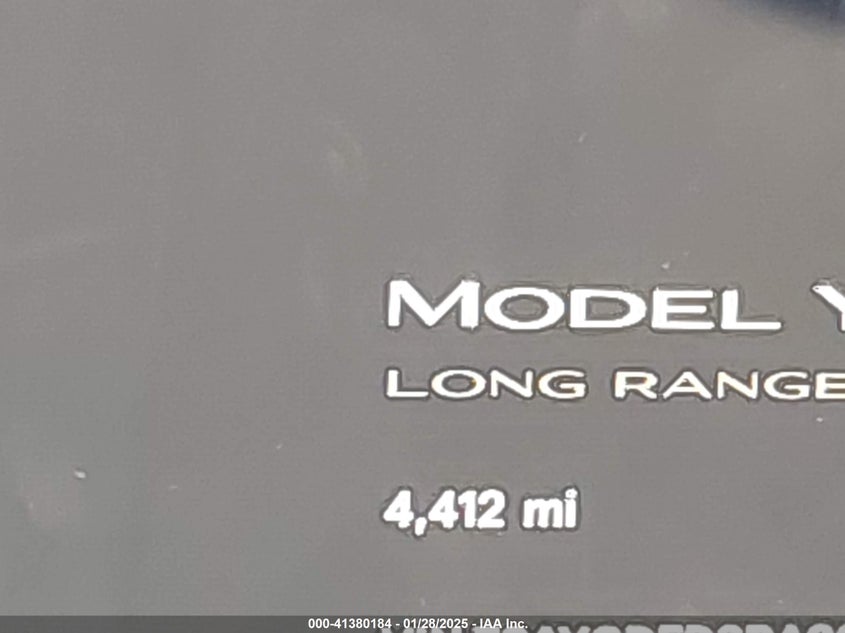 MODEL Y
LONG RANGE
4,412 mi
000-41380184 - 01/28/2025 - IAA Inc.